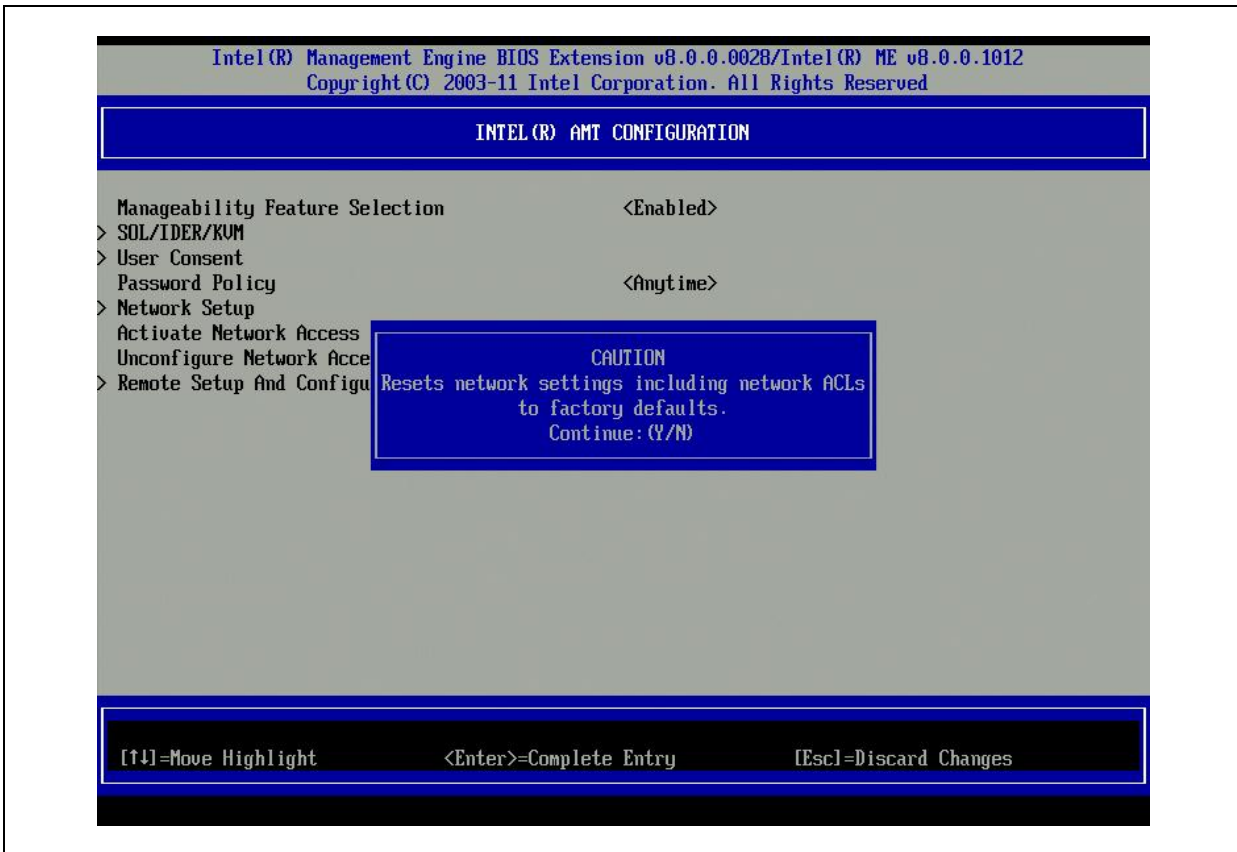 Intel(R) Management Engine BIOS Extension v8.0.0.0028/Intel(R) ME v8.0.0.1012
Copyright(C) 2003-11 Intel Corporation. All Rights Reserved
INTEL(R) AMT CONFIGURATION
Manageability Feature Selection <Enabled>
> SOL/IDER/KVM
> User Consent
Password Policy <Anytime>
> Network Setup
Activate Network Access
Unconfigure Network Acce
> Remote Setup And Configu
CAUTION
Resets network settings including network ACLs
to factory defaults.
Continue:(Y/N)
[↑↓]=Move Highlight <Enter>=Complete Entry [Esc]=Discard Changes